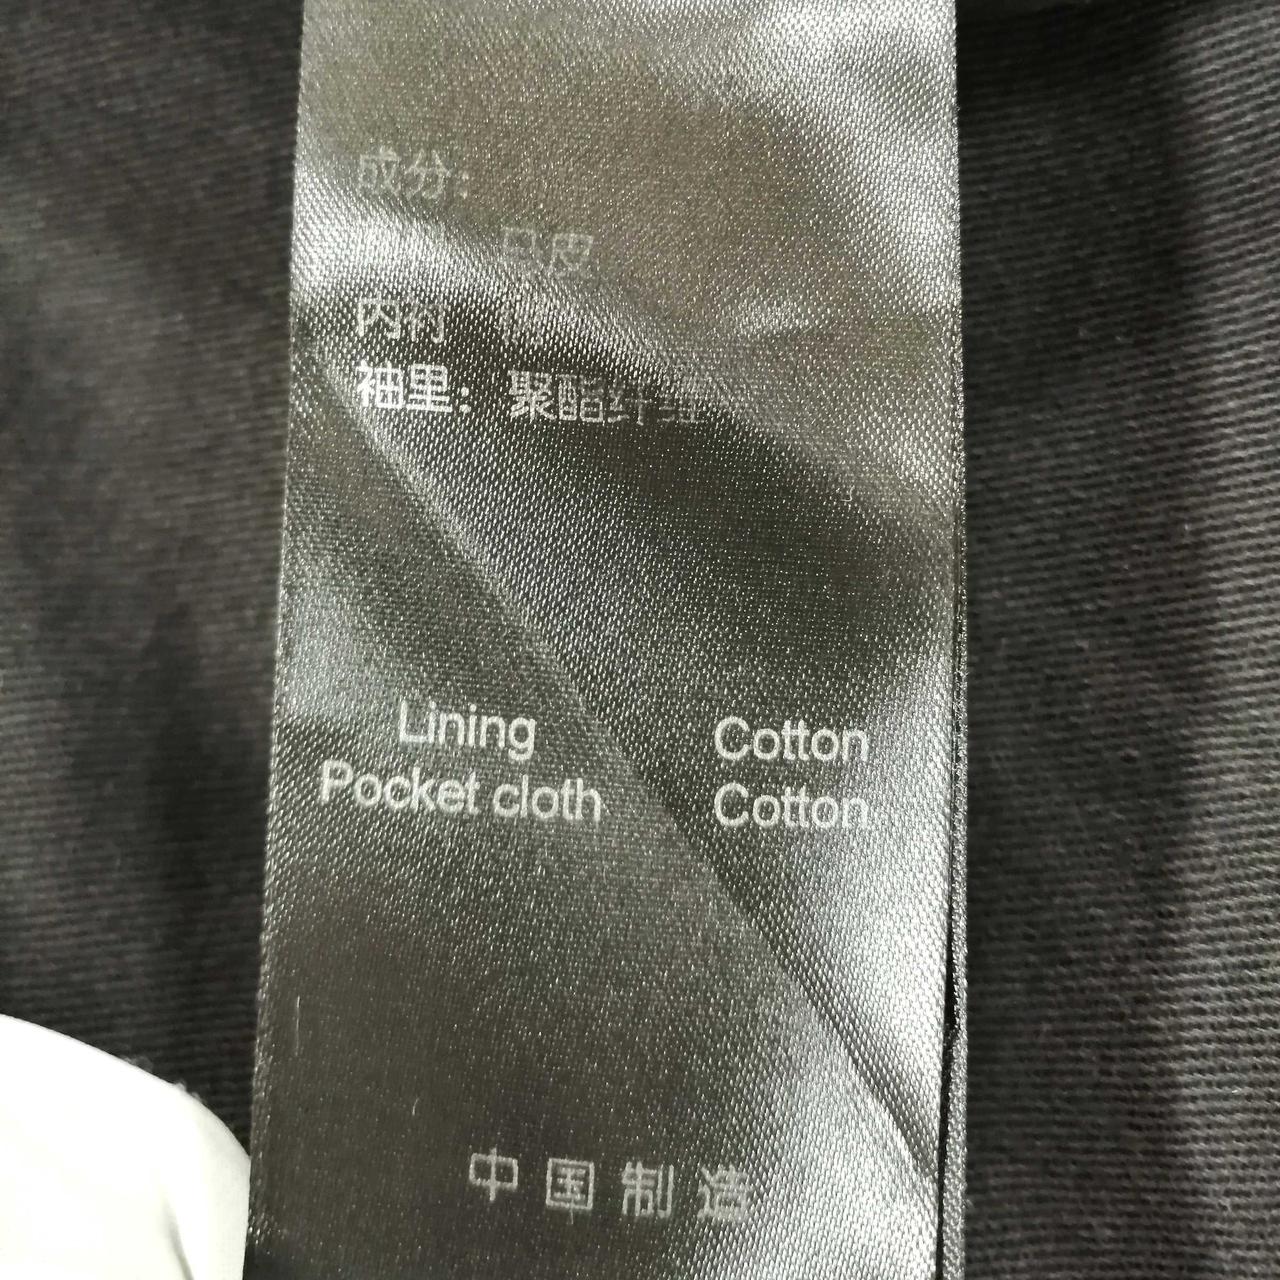 成分:
内衬
袖里: 聚酯纤维
Lining Cotton
Pocket cloth Cotton
中国制造